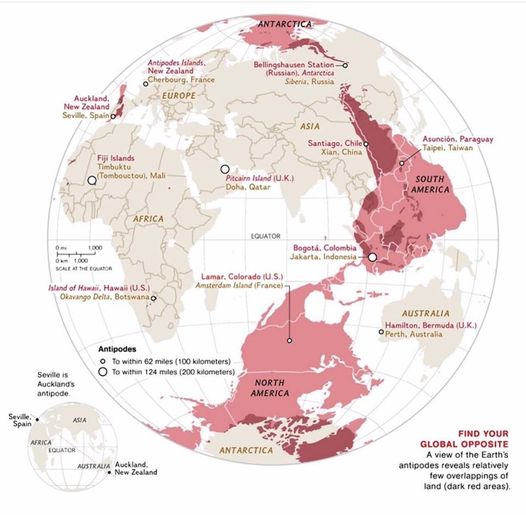 ANTARCTICA
Antipodes Islands,
New Zealand
Cherbourg, France
Bellingshausen Station
(Russian), Antarctica
Siberia, Russia
EUROPE
Auckland,
New Zealand
Seville, Spain
ASIA
Santiago, Chile
Xian, China
Asunción, Paraguay
Taipei, Taiwan
Fiji Islands
Timbuktu
(Tombouctou), Mali
Pitcairn Island (U.K.)
Doha, Qatar
SOUTH
AMERICA
AFRICA
EQUATOR
0 mi 1,000
0 km 1,000
SCALE AT THE EQUATOR
Bogotá, Colombia
Jakarta, Indonesia
Lamar, Colorado (U.S.)
Amsterdam Island (France)
Island of Hawaii, Hawaii (U.S.)
Okavango Delta, Botswana
AUSTRALIA
Hamilton, Bermuda (U.K.)
Perth, Australia
Antipodes
To within 62 miles (100 kilometers)
To within 124 miles (200 kilometers)
NORTH
AMERICA
ANTARCTICA
Seville is
Auckland's
antipode.
Seville,
Spain
ASIA
AFRICA
EQUATOR
AUSTRALIA
Auckland,
New Zealand
FIND YOUR
GLOBAL OPPOSITE
A view of the Earth's
antipodes reveals relatively
few overlappings of
land (dark red areas).